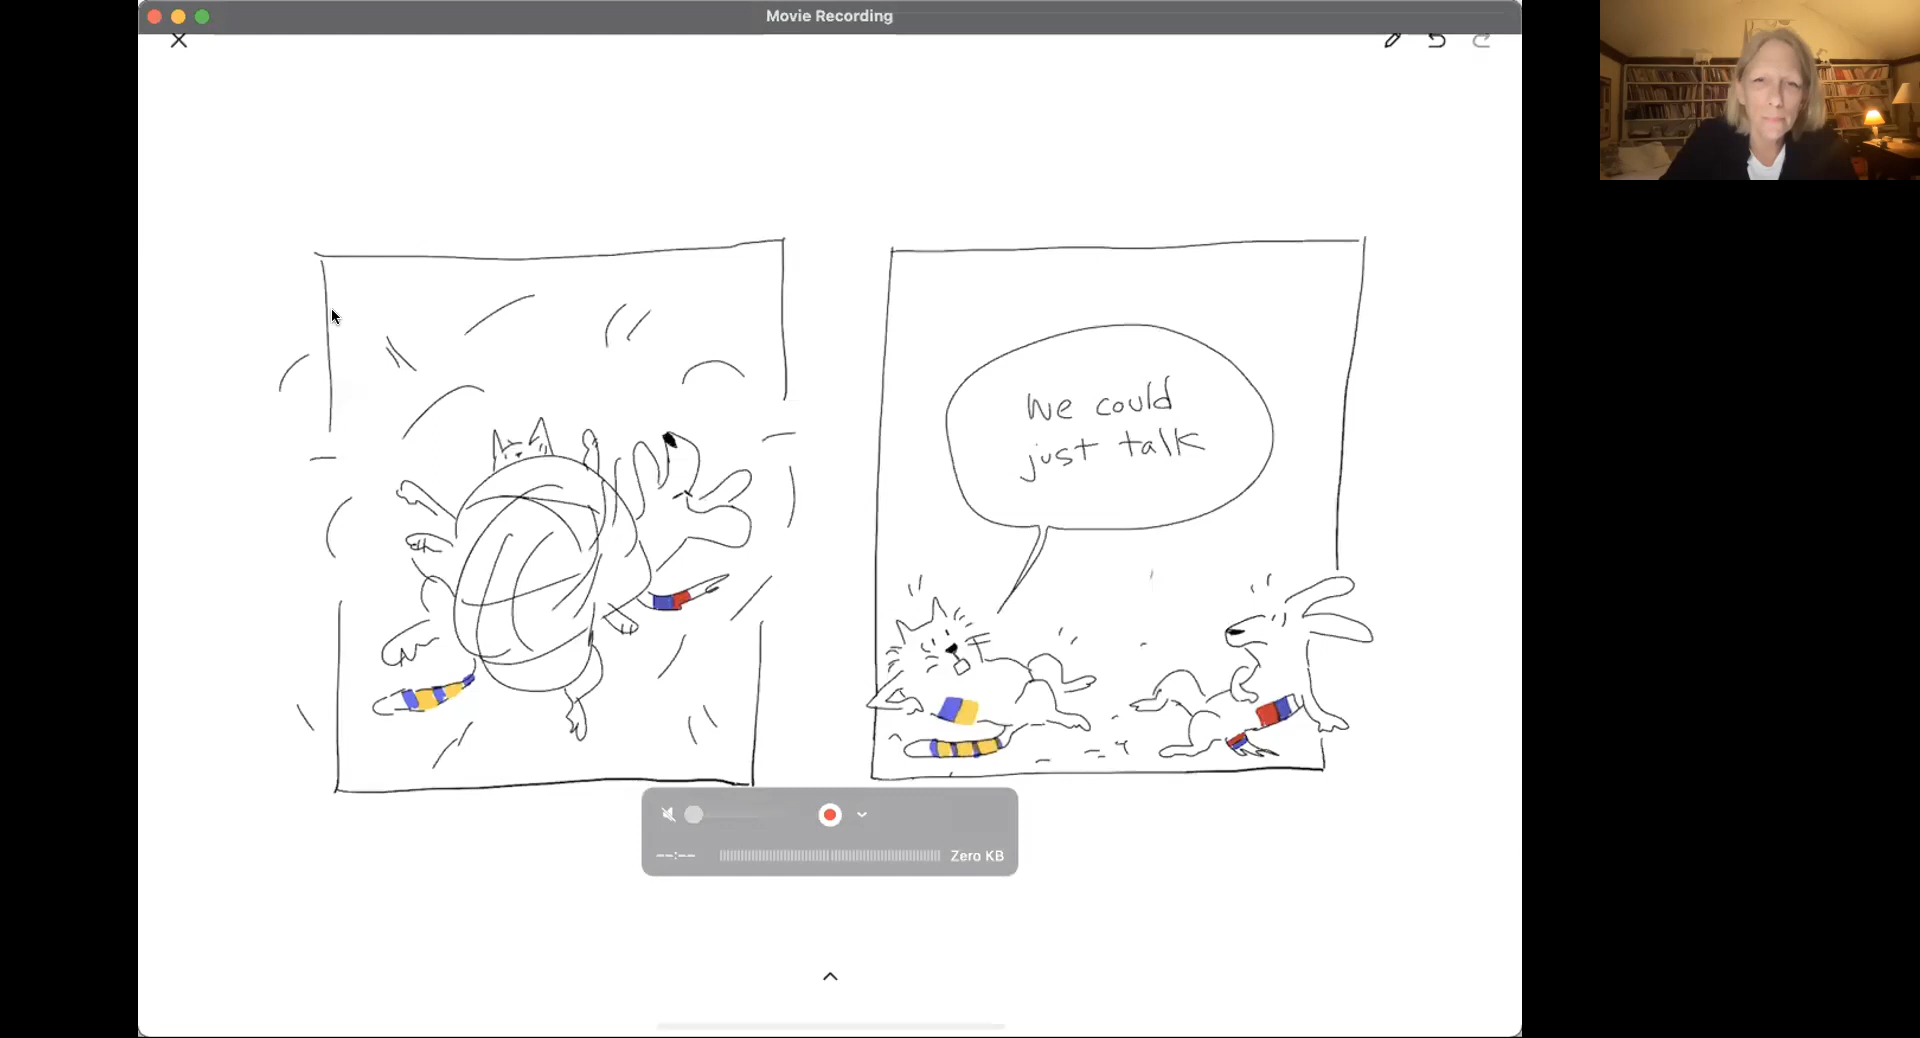 Movie Recording
We could
just talk
--:--
Zero KB